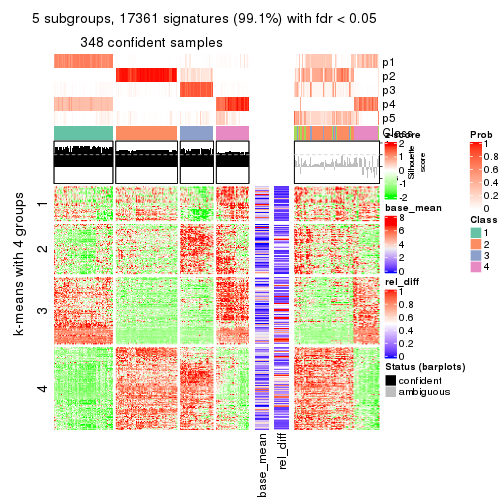 5 subgroups, 17361 signatures (99.1%) with fdr < 0.05
348 confident samples
p1
p2
p3
p4
p5
Class
z-score
2
1
0
-1
-2
Silhouette
score
Prob
1
0.8
0.6
0.4
0.2
0
Class
1
2
3
4
base_mean
8
6
4
2
0
rel_diff
1
0.8
0.6
0.4
0.2
0
Status (barplots)
confident
ambiguous
k-means with 4 groups
1
2
3
4
base_mean
rel_diff